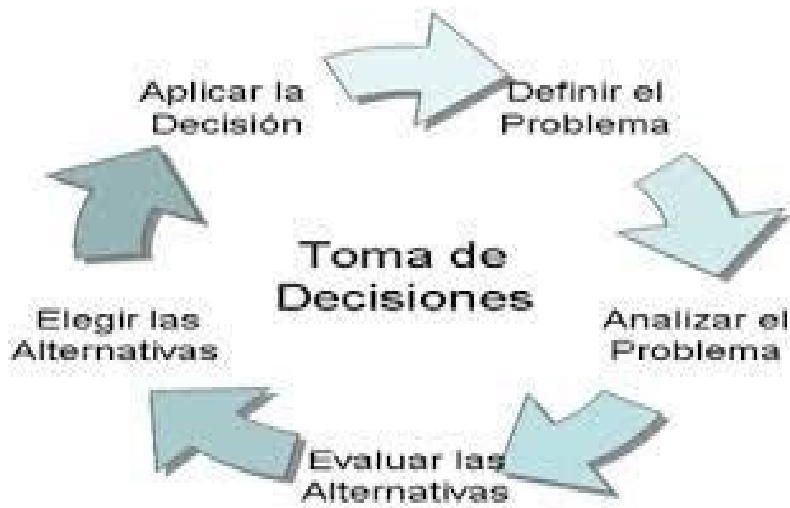 Aplicar la
Decisión
Definir el
Problema
Toma de
Decisiones
Elegir las
Alternativas
Analizar el
Problema
Evaluar las
Alternativas